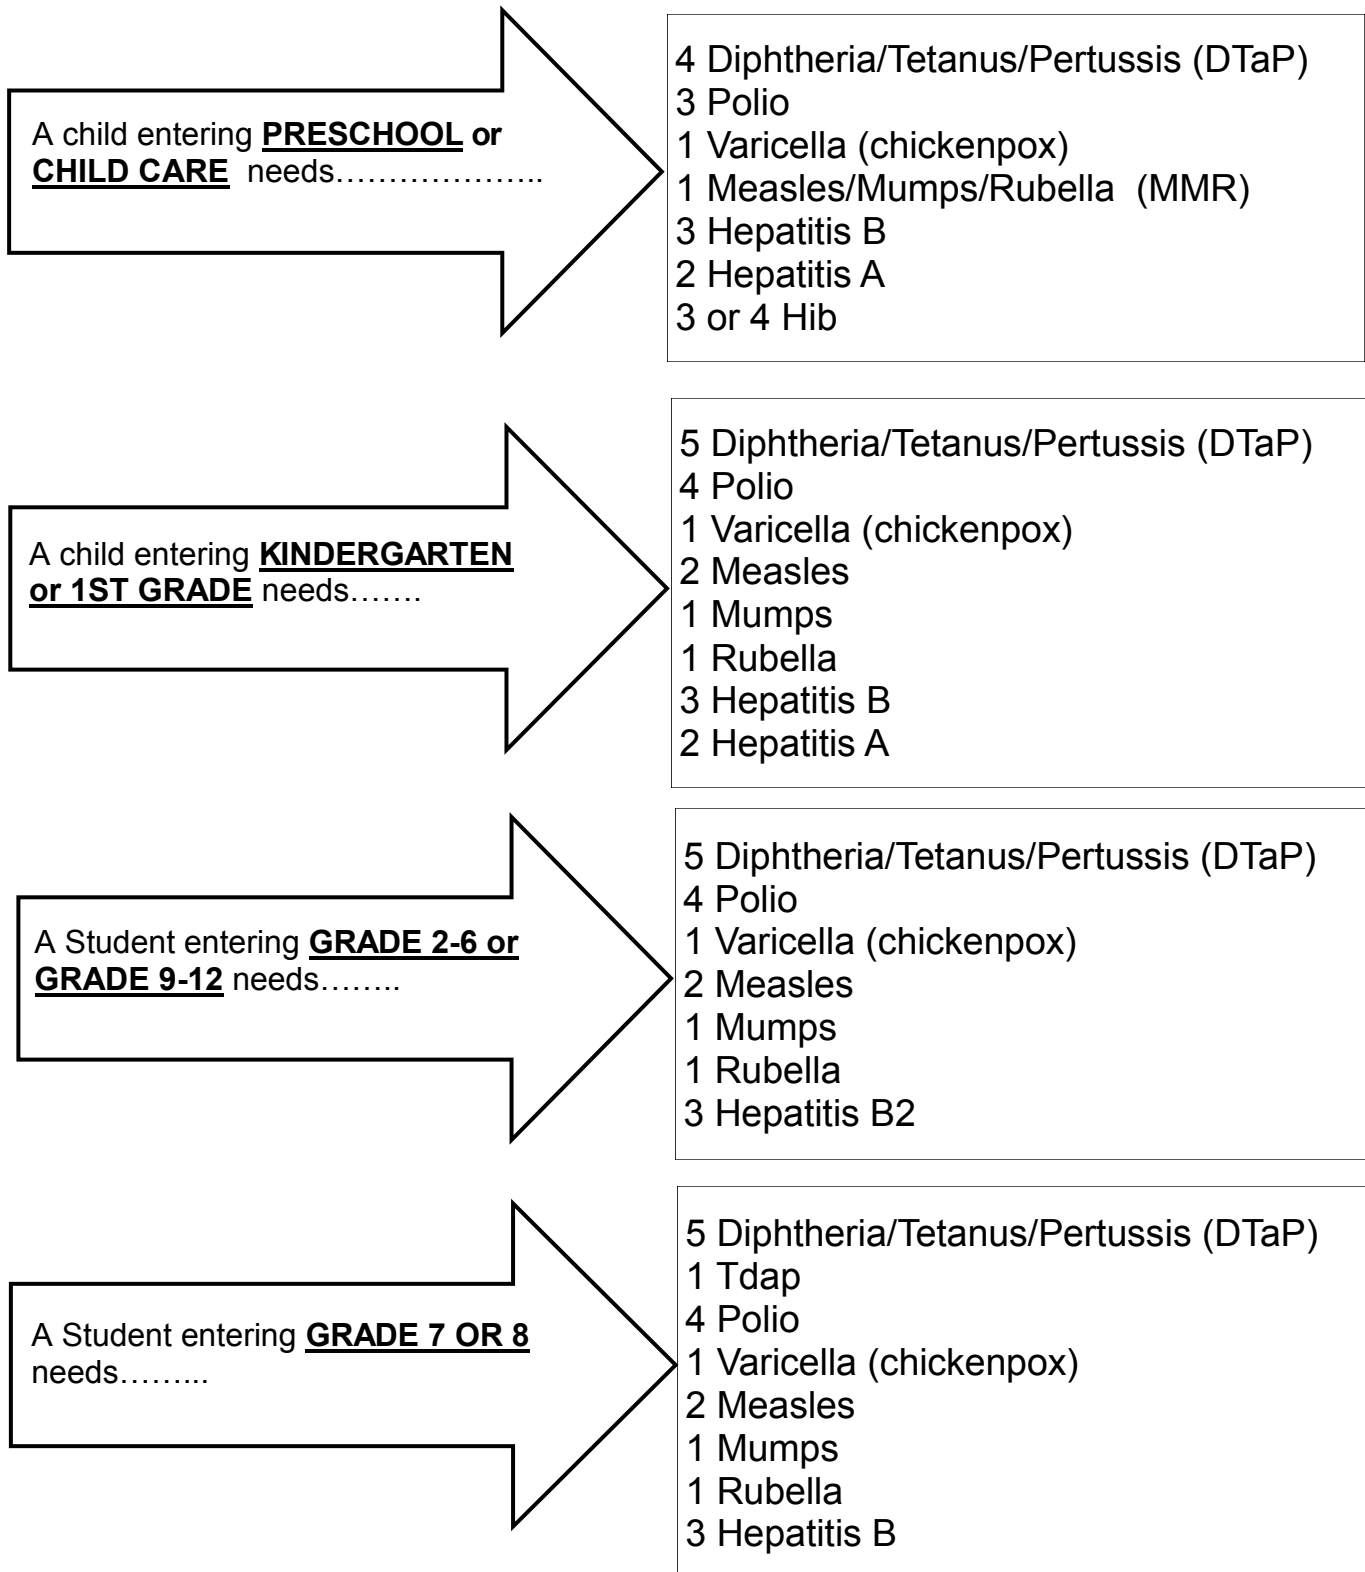 A child entering PRESCHOOL or
CHILD CARE needs………………..
4 Diphtheria/Tetanus/Pertussis (DTaP)
3 Polio
1 Varicella (chickenpox)
1 Measles/Mumps/Rubella (MMR)
3 Hepatitis B
2 Hepatitis A
3 or 4 Hib
A child entering KINDERGARTEN
or 1ST GRADE needs…….
5 Diphtheria/Tetanus/Pertussis (DTaP)
4 Polio
1 Varicella (chickenpox)
2 Measles
1 Mumps
1 Rubella
3 Hepatitis B
2 Hepatitis A
A Student entering GRADE 2-6 or
GRADE 9-12 needs……..
5 Diphtheria/Tetanus/Pertussis (DTaP)
4 Polio
1 Varicella (chickenpox)
2 Measles
1 Mumps
1 Rubella
3 Hepatitis B2
A Student entering GRADE 7 OR 8
needs……...
5 Diphtheria/Tetanus/Pertussis (DTaP)
1 Tdap
4 Polio
1 Varicella (chickenpox)
2 Measles
1 Mumps
1 Rubella
3 Hepatitis B